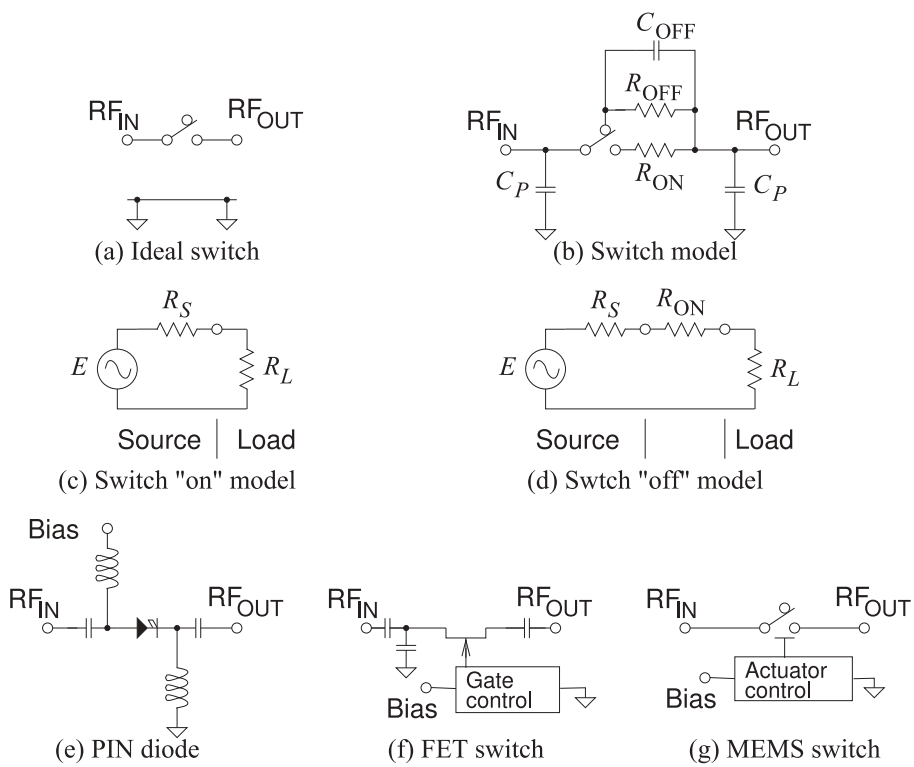 C_OFF
R_OFF
RF_IN RF_OUT
RF_IN RF_OUT
C_P R_ON C_P
(a) Ideal switch
(b) Switch model
R_S
E R_L
Source | Load
(c) Switch "on" model
R_S R_ON
E R_L
Source | | Load
(d) Swtch "off" model
Bias
RF_IN RF_OUT
(e) PIN diode
RF_IN RF_OUT
Bias
Gate
control
(f) FET switch
RF_IN RF_OUT
Bias
Actuator
control
(g) MEMS switch